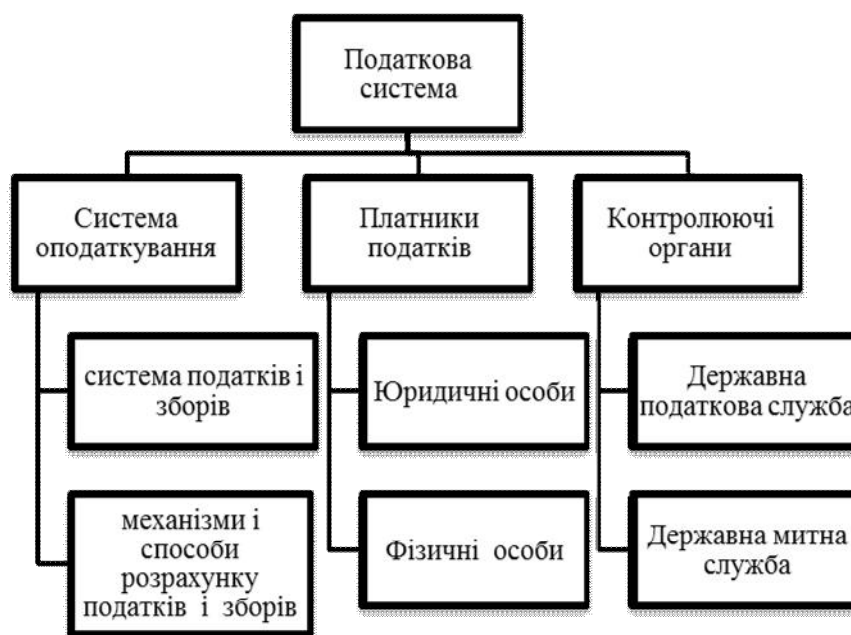 Податкова
система
Система
оподаткування
Платники
податків
Контролюючі
органи
система податків і
зборів
Юридичні особи
Державна
податкова служба
механізми і
способи
розрахунку
податків і зборів
Фізичні особи
Державна митна
служба